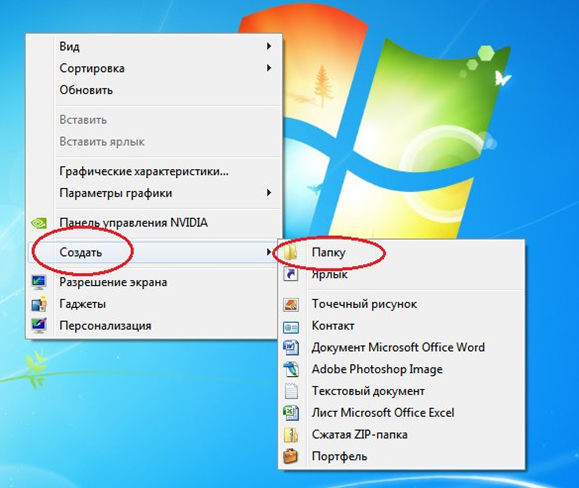 Вид
Сортировка
Обновить
Вставить
Вставить ярлык
Графические характеристики...
Параметры графики
Панель управления NVIDIA
Создать
Разрешение экрана
Гаджеты
Персонализация
Папку
Ярлык
Точечный рисунок
Контакт
Документ Microsoft Office Word
Adobe Photoshop Image
Текстовый документ
Лист Microsoft Office Excel
Сжатая ZIP-папка
Портфель